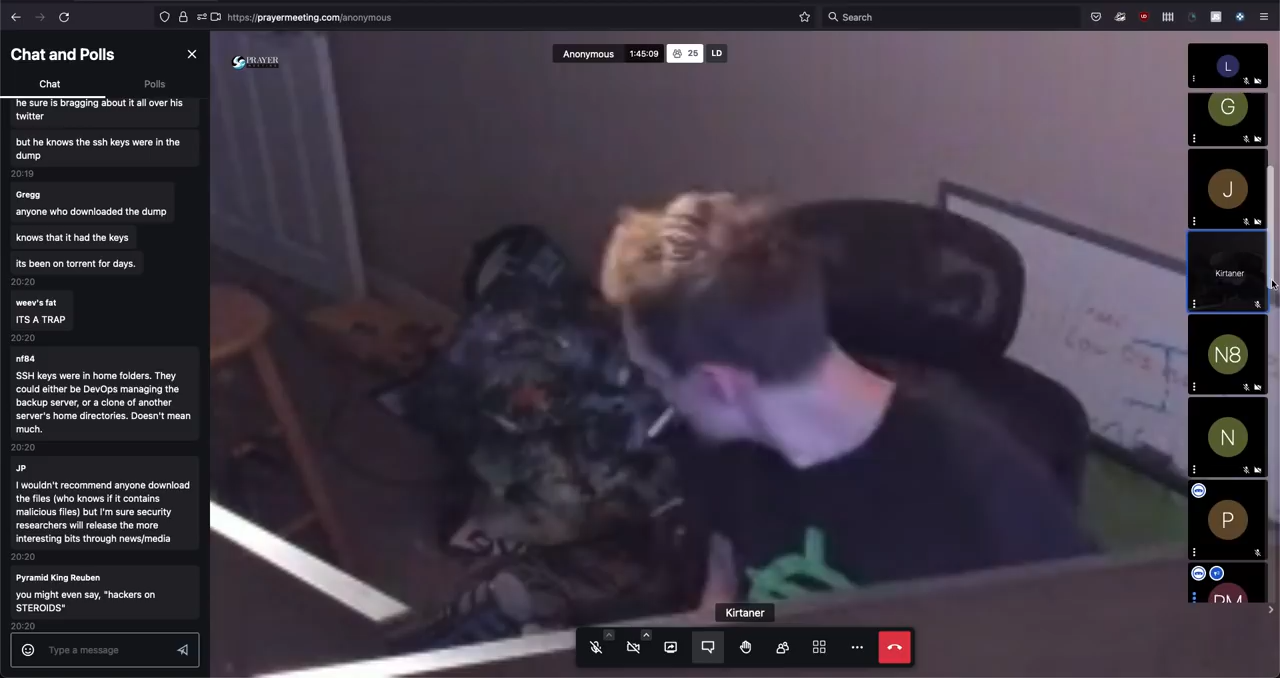 https://prayermeeting.com/anonymous
Search
Chat and Polls
Chat
Polls
he sure is bragging about it all over his
twitter
but he knows the ssh keys were in the
dump
20:19
Gregg
anyone who downloaded the dump
knows that it had the keys
its been on torrent for days.
20:20
weev's fat
ITS A TRAP
20:20
nf84
SSH keys were in home folders. They
could either be DevOps managing the
backup server, or a clone of another
server's home directories. Doesn't mean
much.
20:20
JP
I wouldn't recommend anyone download
the files (who knows if it contains
malicious files) but I'm sure security
researchers will release the more
interesting bits through news/media
20:20
Pyramid King Reuben
you might even say, "hackers on
STEROIDS"
20:20
Type a message
PRAYER
Anonymous
1:45:09
25
LD
Kirtaner
L
G
J
Kirtaner
N8
N
P
RM